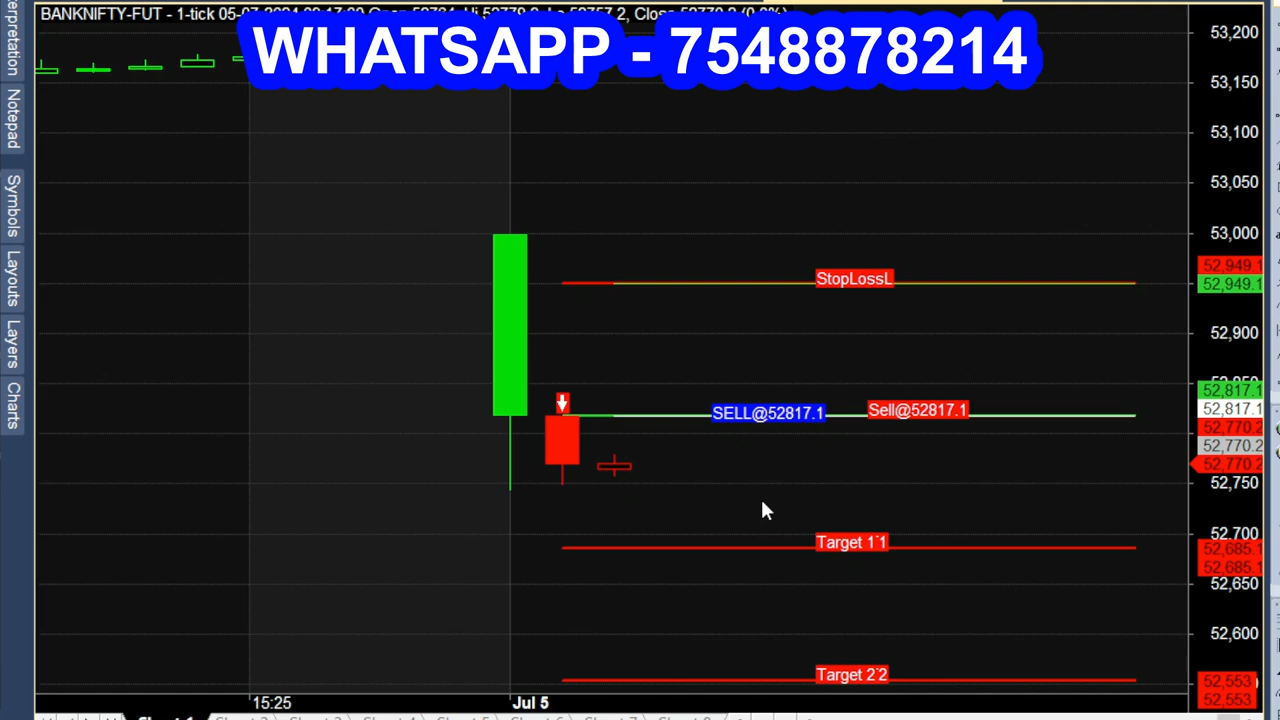 BANKNIFTY-FUT - 1-tick 05-07-2024
WHATSAPP - 7548878214
Notepad
Symbols
Layouts
Layers
Charts
53,200
53,150
53,100
53,050
53,000
StopLossL
52,949.1
52,949.1
52,900
52,817.1
SELL@52817.1
Sell@52817.1
52,817.1
52,770.2
52,770.2
52,770.2
52,750
52,700
Target 1
52,685.1
52,685.1
52,650
52,600
Target 2
52,553
52,553
15:25
Jul 5